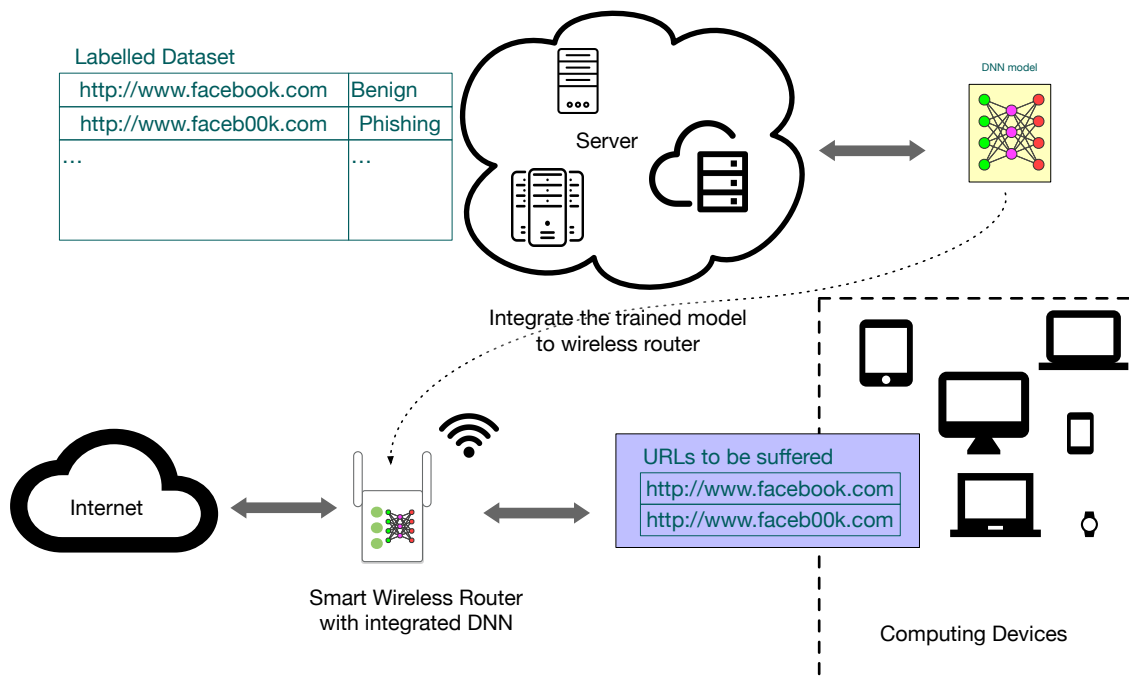 Labelled Dataset
http://www.facebook.com Benign
http://www.faceb00k.com Phishing
... ...
Server
DNN model
Integrate the trained model
to wireless router
Internet
URLs to be suffered
http://www.facebook.com
http://www.faceb00k.com
Smart Wireless Router
with integrated DNN
Computing Devices